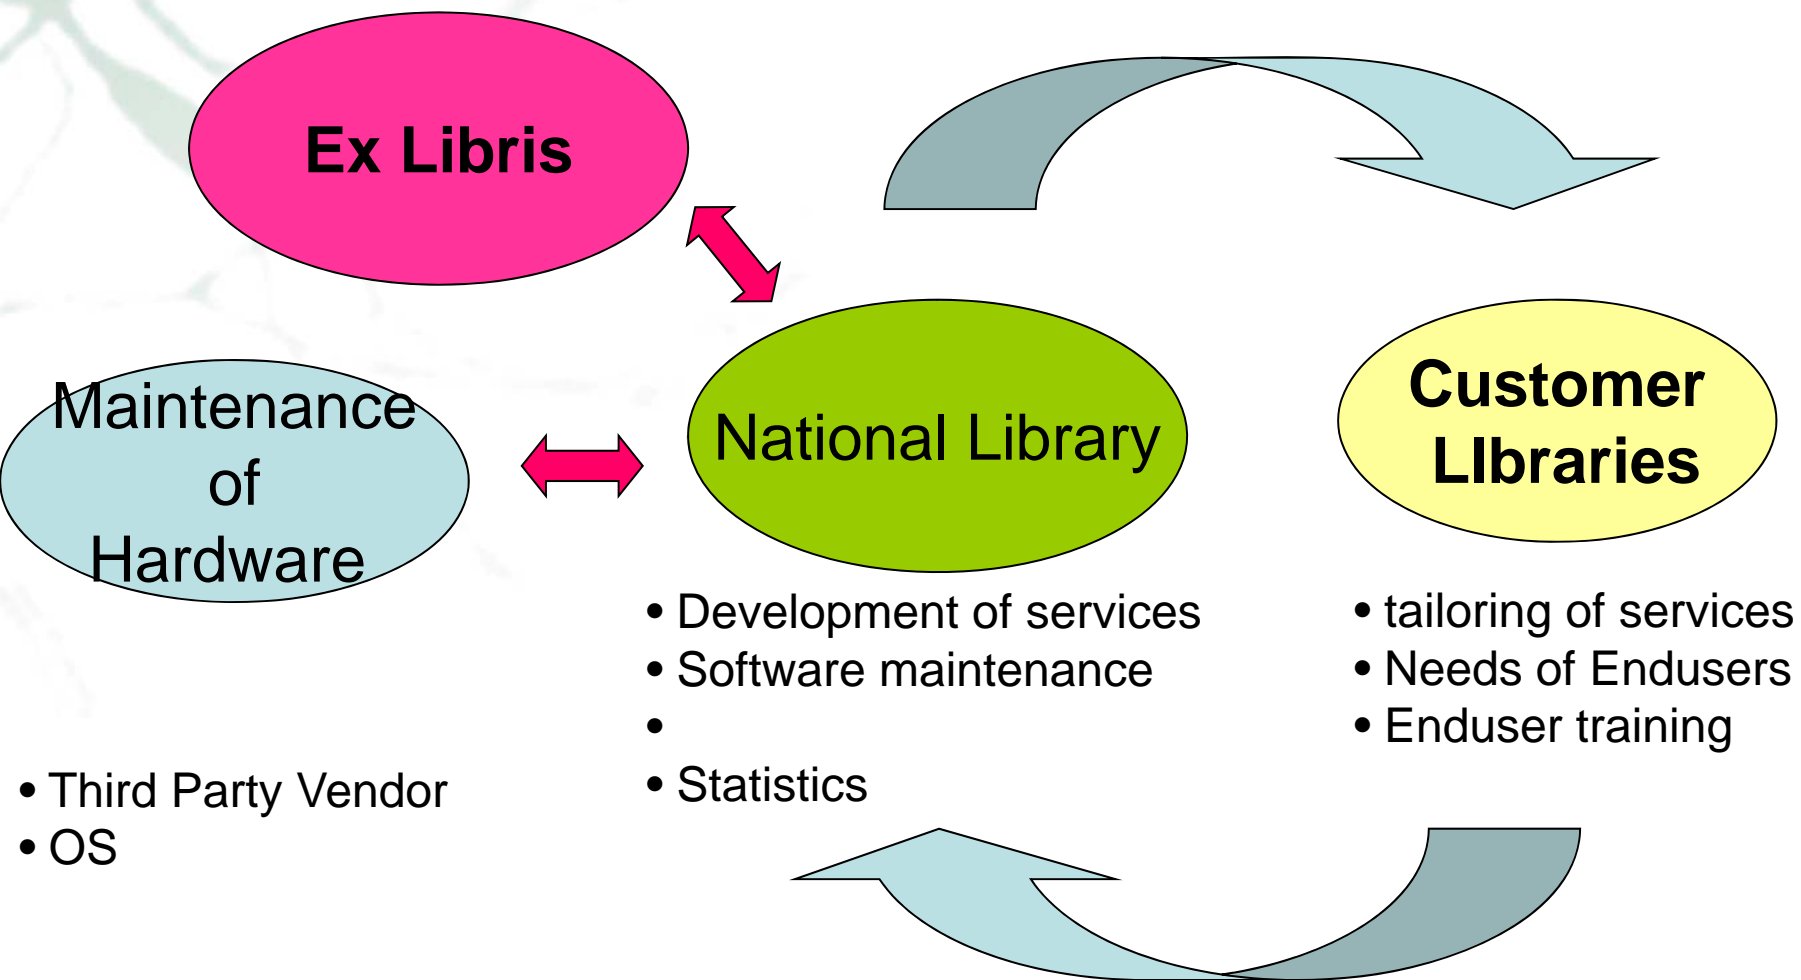 Ex Libris
Maintenance
of
Hardware
• Third Party Vendor
• OS
National Library
• Development of services
• Software maintenance
•
• Statistics
Customer
LIbraries
• tailoring of services
• Needs of Endusers
• Enduser training